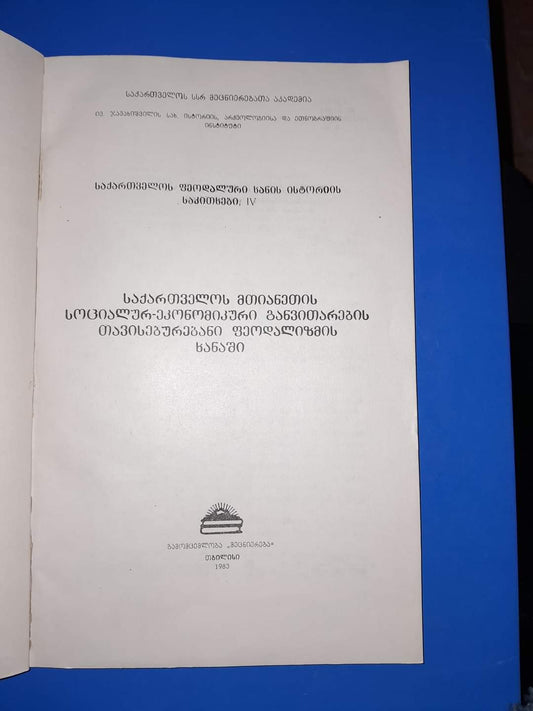 საქართველოს სსრ მეცნიერებათა აკადემია
ივ. ჯავახიშვილის სახ. ისტორიის, არქეოლოგიისა და ეთნოგრაფიის
ინსტიტუტი
საქართველოს ფეოდალური ხანის ისტორიის
საკითხები, IV
საქართველოს მთიანეთის
სოციალურ-ეკონომიკური განვითარების
თავისებურებანი ფეოდალიზმის
ხანაში
გამომცემლობა „მეცნიერება“
თბილისი
1983